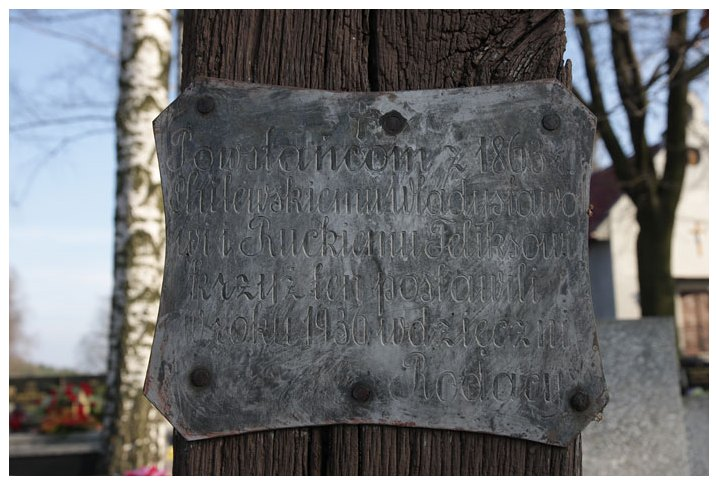 Powstańcom z 1863 r.
Chilewskiemu Władysławo
wi i Ruckiemu Feliksowi
krzyż ten postawili
w roku 1930 wdzięczni
Rodacy